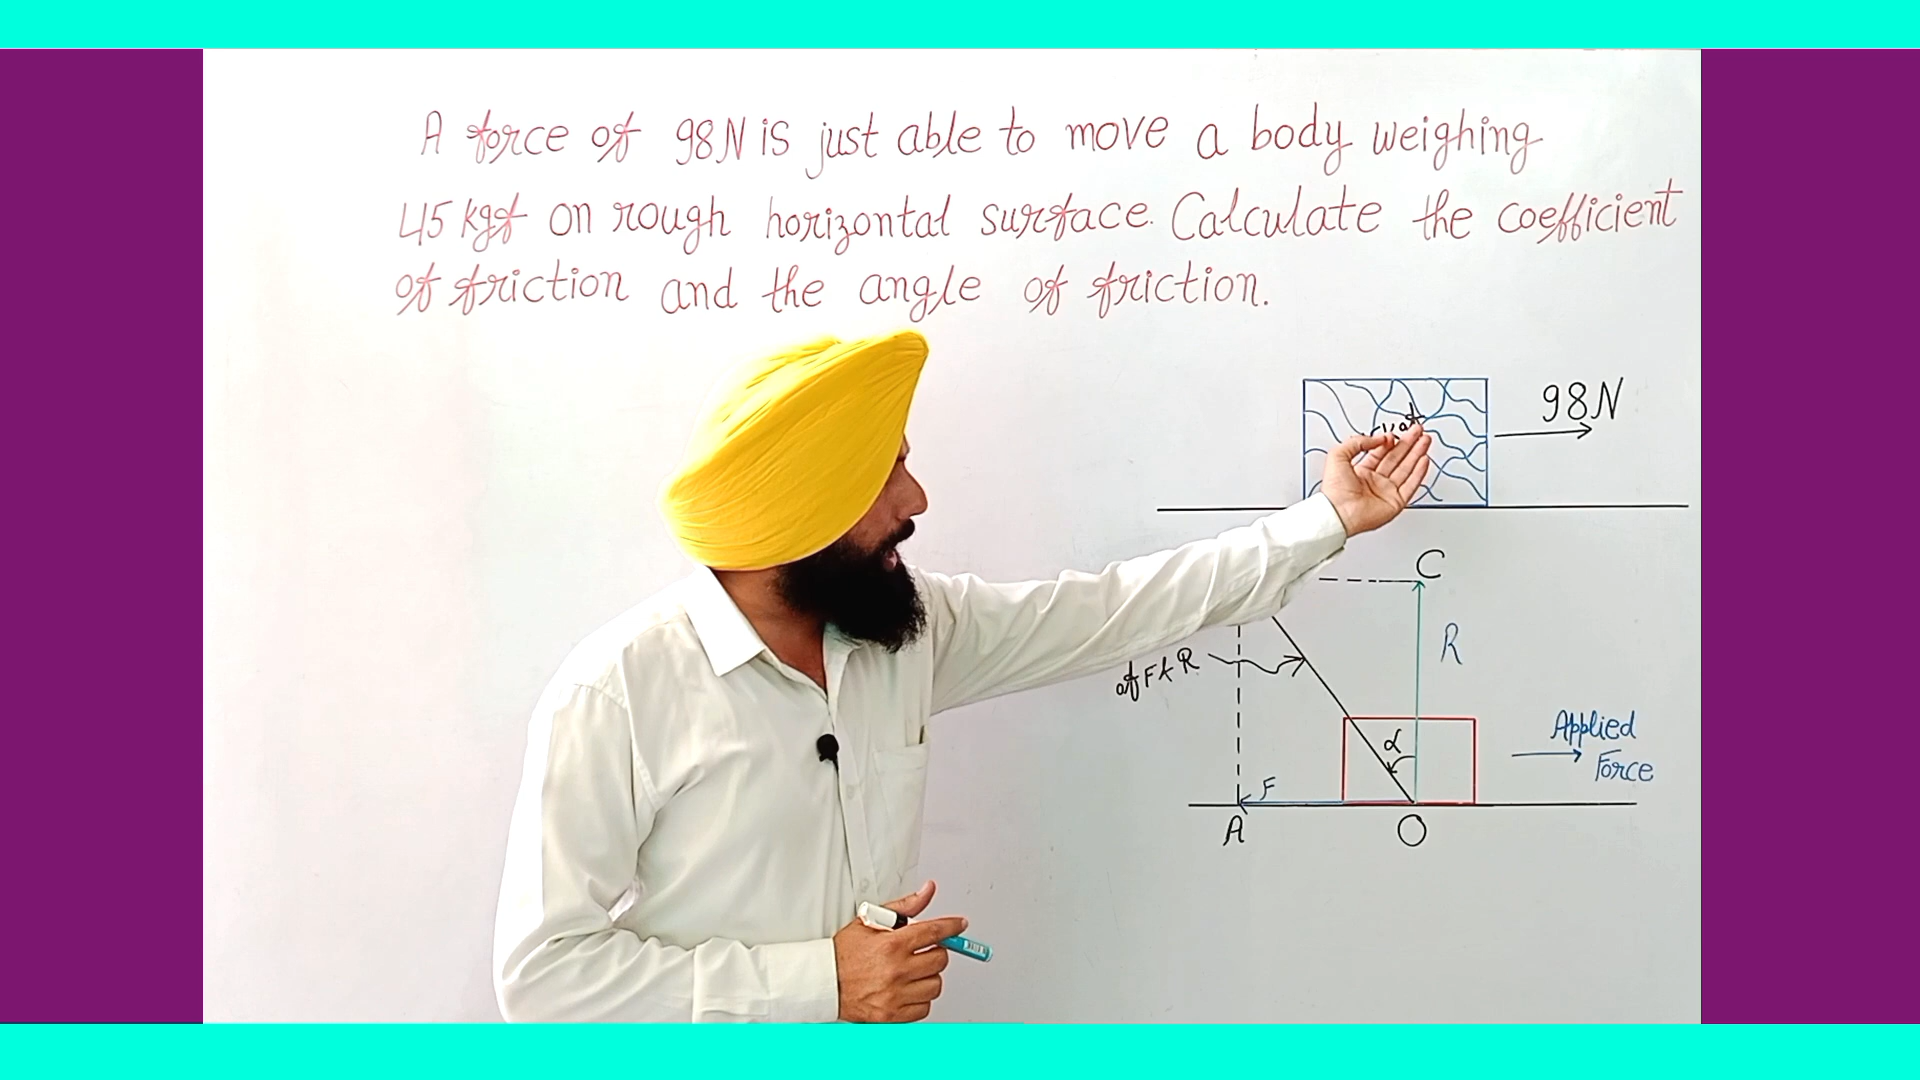 A force of 98N is just able to move a body weighing
45 kgf on rough horizontal surface. Calculate the coefficient
of friction and the angle of friction.
98N
C
R
of F & R
α
Applied
Force
F
A
O